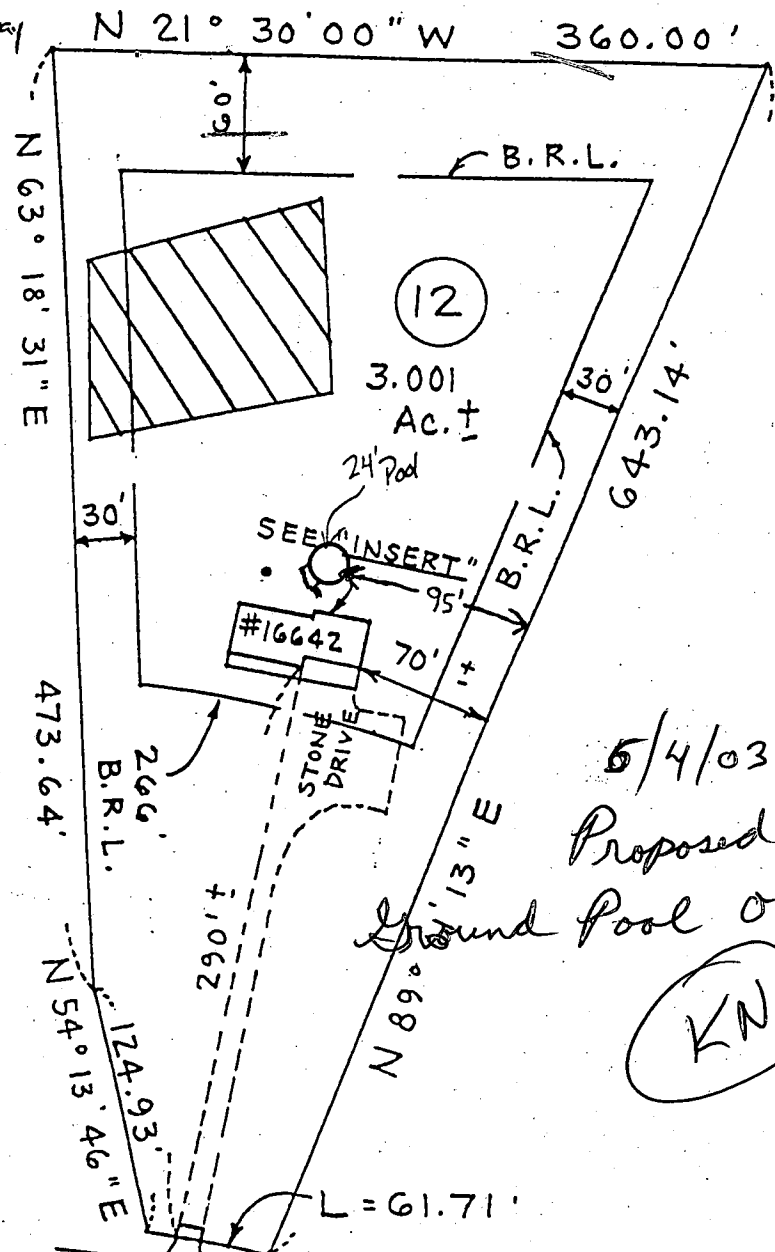 N 21° 30' 00" W 360.00'
60'
B.R.L.
N 63° 18' 31" E
473.64'
12
3.001
Ac. ±
30'
643.14'
24' Pool
30'
SEE "INSERT"
B.R.L.
95'
#16642
70' ±
STONE
DRIVE
266'
B.R.L.
5/4/03
Proposed
Ground Pool
290' ±
N 89° 13" E
KN
N 54° 13' 46" E
124.93'
L = 61.71'